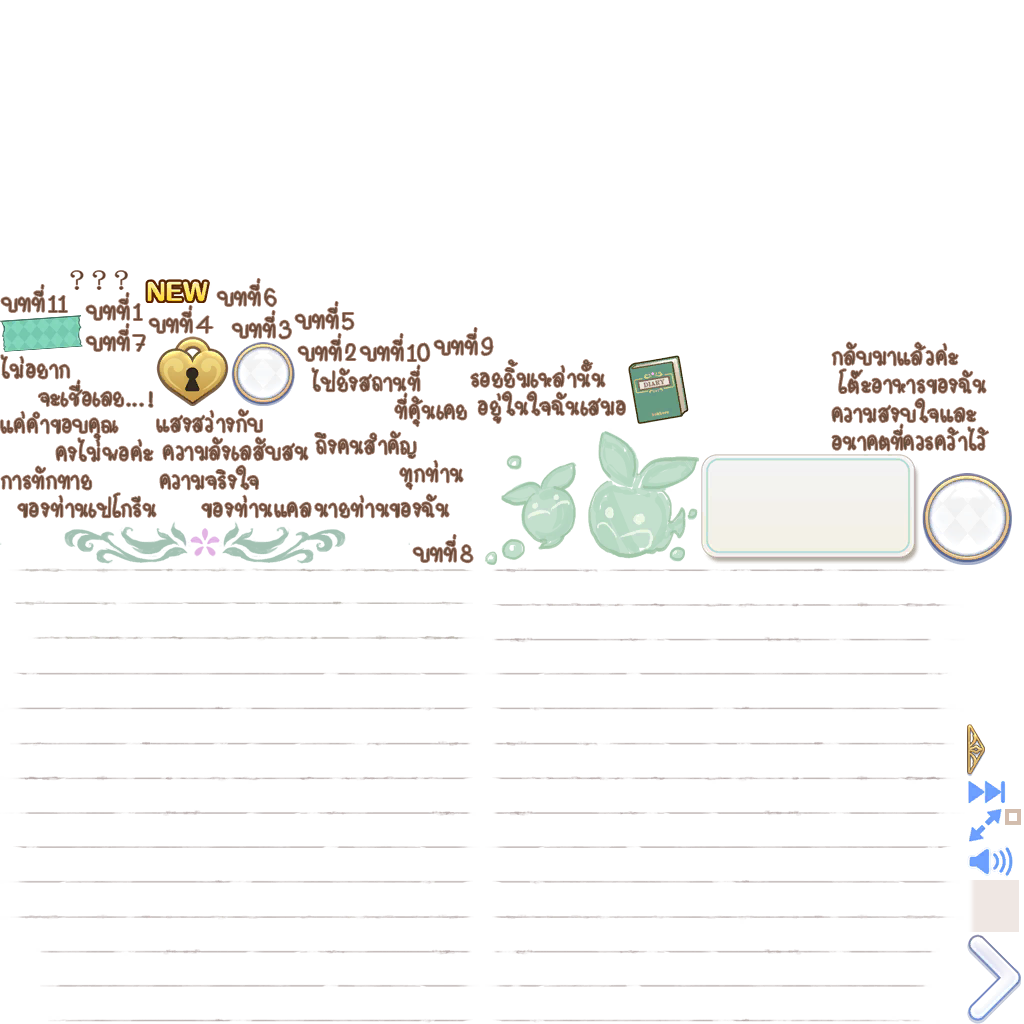 ？？？
บทที่11
บทที่1
NEW
บทที่6
บทที่7
บทที่4
บทที่3
บทที่5
บทที่2
บทที่10
บทที่9
ไม่อยาก
จะเชื่อเลย...!
ไปยังสถานที่
ที่คุ้นเคย
รอยยิ้มเหล่านั้น
อยู่ในใจฉันเสมอ
DIARY
กลับมาแล้วค่ะ
โต๊ะอาหารของฉัน
ความสงบใจและ
อนาคตที่ควรคว้าไว้
แค่คำขอบคุณ
คงไม่พอค่ะ
แสงสว่างกับ
ความลังเลสับสน
ถึงคนสำคัญ
ทุกท่าน
การทักทาย
ของท่านเปโกรีน
ความจริงใจ
ของท่านแคล
นายท่านของฉัน
บทที่8